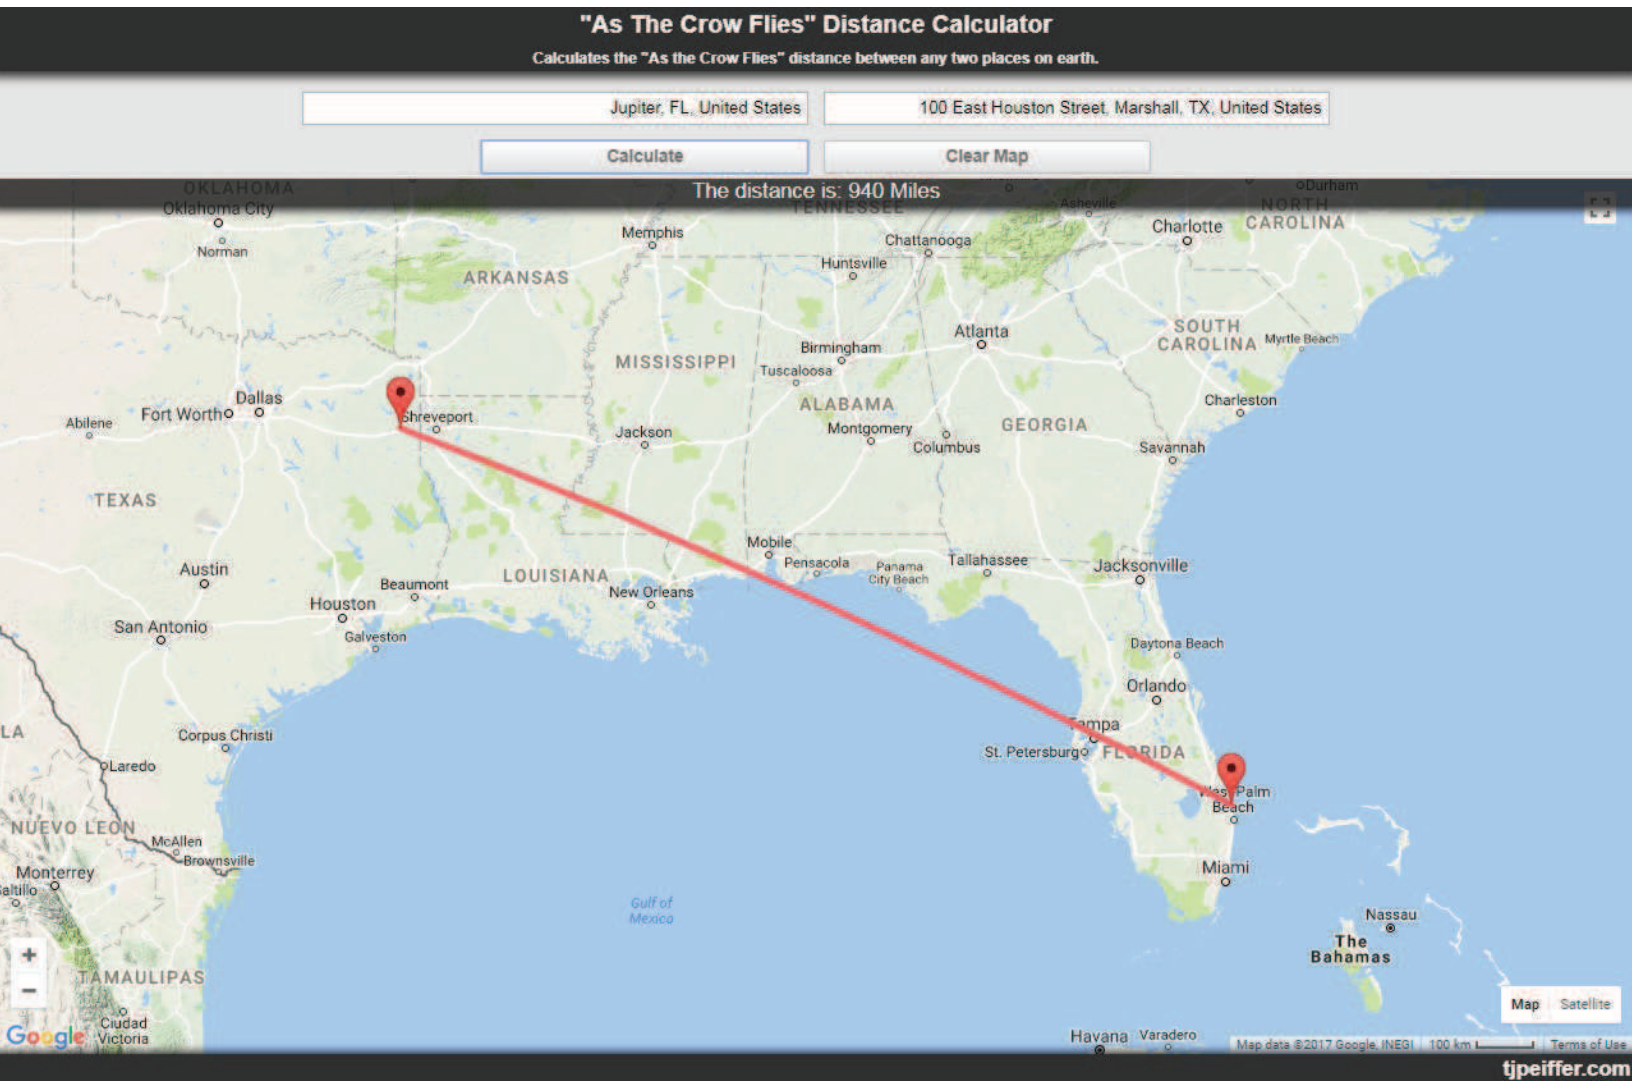 "As The Crow Flies" Distance Calculator
Calculates the "As the Crow Flies" distance between any two places on earth.
Jupiter, FL, United States
100 East Houston Street, Marshall, TX, United States
Calculate
Clear Map
The distance is: 940 Miles
OKLAHOMA
Oklahoma City
Norman
TENNESSEE
Asheville
Durham
NORTH
CAROLINA
Memphis
Chattanooga
Charlotte
Huntsville
ARKANSAS
Atlanta
SOUTH
CAROLINA
Myrtle Beach
Birmingham
MISSISSIPPI
Tuscaloosa
Dallas
Fort Worth
Abilene
Shreveport
ALABAMA
Charleston
Jackson
Montgomery
Columbus
GEORGIA
Savannah
TEXAS
Mobile
Pensacola
Panama
City Beach
Tallahassee
Jacksonville
Austin
Beaumont
LOUISIANA
New Orleans
Houston
San Antonio
Galveston
Daytona Beach
Orlando
Tampa
St. Petersburg
FLORIDA
LA
Corpus Christi
Laredo
West Palm
Beach
NUEVO LEON
McAllen
Brownsville
Monterrey
Saltillo
Miami
Gulf of
Mexico
Nassau
The
Bahamas
+
−
TAMAULIPAS
Map
Satellite
Ciudad
Victoria
Google
Havana
Varadero
Map data ©2017 Google, INEGI
100 km
Terms of Use
tjpeiffer.com